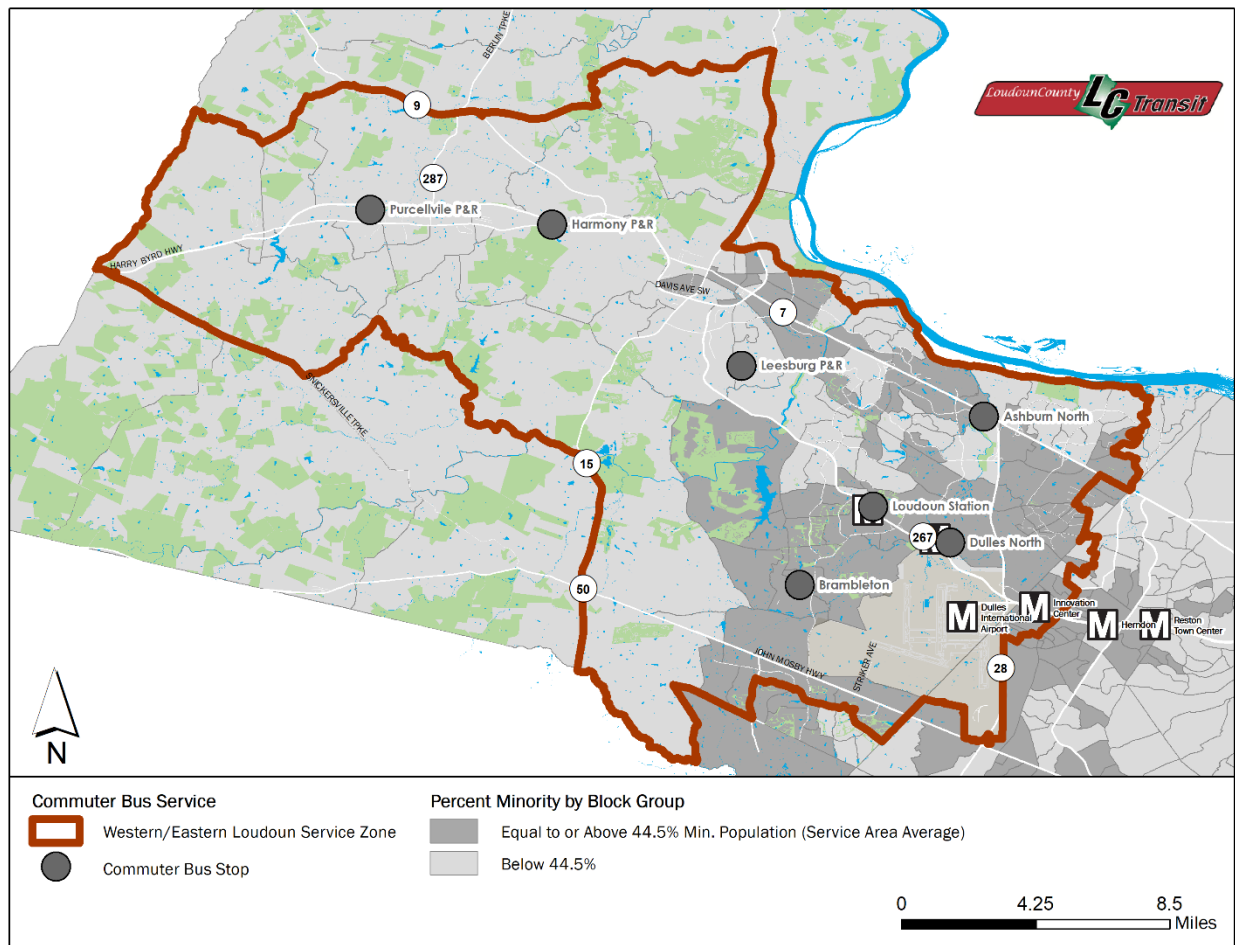 BERLIN TPKE
LoudounCounty
LC Transit
9
287
Purcellvile P&R
Harmony P&R
HARRY BYRD HWY
DAVIS AVE SW
7
Leesburg P&R
SNICKERSVILLE TPKE
Ashburn North
15
Loudoun Station
M
267
M
Dulles North
50
Brambleton
M
Dulles
International
Airport
M
Innovation
Center
M
Herndon
M
Reston
Town Center
JOHN MOSBY HWY
STRIKER AVE
28
N
Commuter Bus Service
Western/Eastern Loudoun Service Zone
Commuter Bus Stop
Percent Minority by Block Group
Equal to or Above 44.5% Min. Population (Service Area Average)
Below 44.5%
0 4.25 8.5
Miles